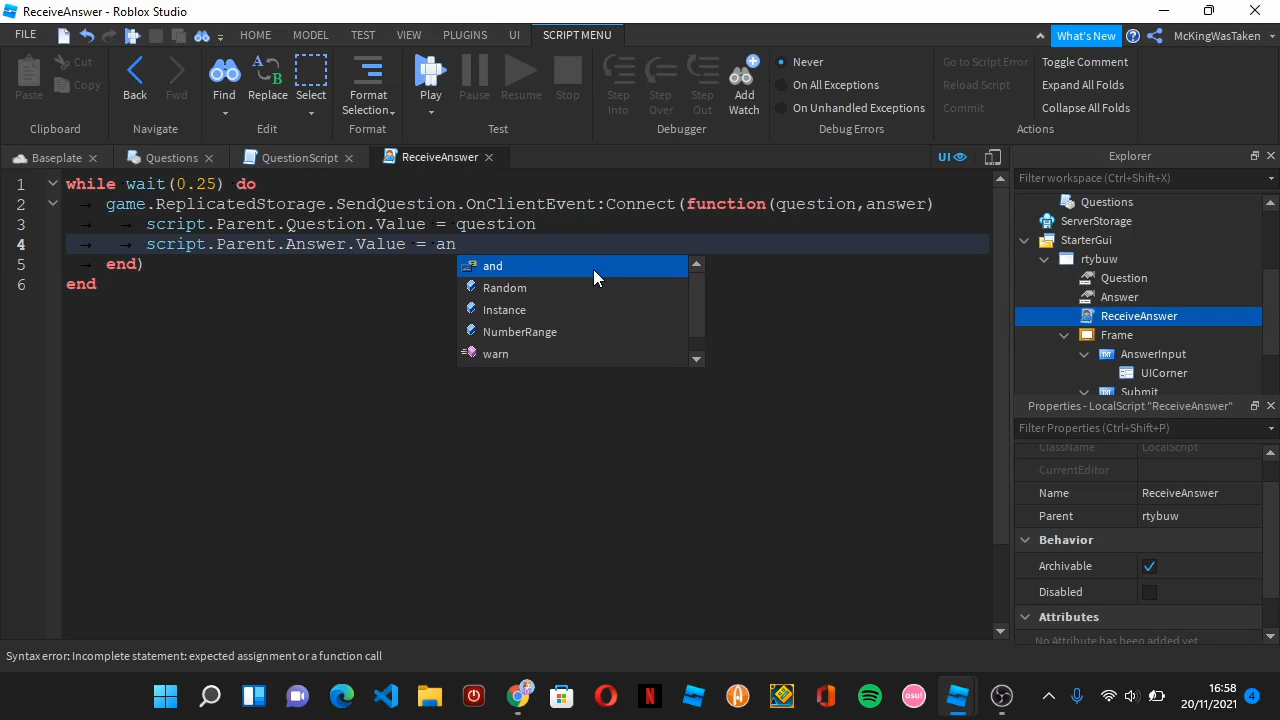 ReceiveAnswer - Roblox Studio
FILE HOME MODEL TEST VIEW PLUGINS UI SCRIPT MENU What's New McKingWasTaken
Paste Cut Copy
Clipboard
Back Fwd
Navigate
Find Replace Select
Edit
Format Selection
Format
Play Pause Resume Stop
Test
Step Into Step Over Step Out Add Watch
Debugger
Never
On All Exceptions
On Unhandled Exceptions
Debug Errors
Go to Script Error
Reload Script
Commit
Toggle Comment
Expand All Folds
Collapse All Folds
Actions
Baseplate Questions QuestionScript ReceiveAnswer UI
1 while wait(0.25) do
2 game.ReplicatedStorage.SendQuestion.OnClientEvent:Connect(function(question,answer)
3 script.Parent.Question.Value = question
4 script.Parent.Answer.Value = an
5 end)
6 end
and
Random
Instance
NumberRange
warn
Explorer
Filter workspace (Ctrl+Shift+X)
Questions
ServerStorage
StarterGui
rtybuw
Question
Answer
ReceiveAnswer
Frame
TXT AnswerInput
UICorner
TXT Submit
Properties - LocalScript "ReceiveAnswer"
Filter Properties (Ctrl+Shift+P)
ClassName LocalScript
CurrentEditor
Name ReceiveAnswer
Parent rtybuw
Behavior
Archivable
Disabled
Attributes
No Attribute has been added yet
Syntax error: Incomplete statement: expected assignment or a function call
osu!
16:58
20/11/2021
4